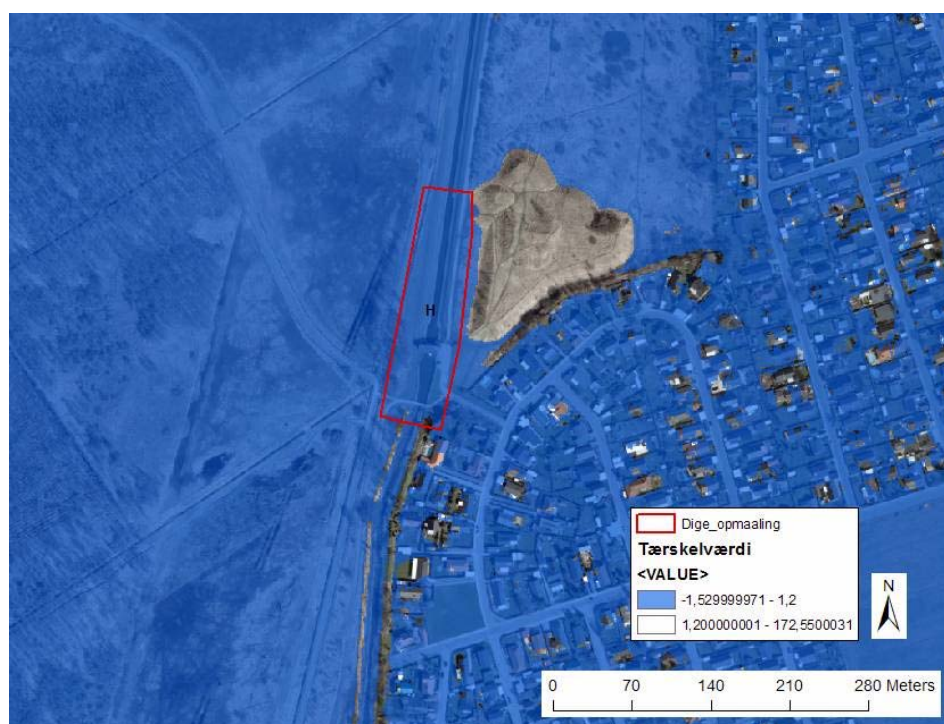 H
Dige_opmaaling
Tærskelværdi
<VALUE>
-1,529999971 - 1,2
1,200000001 - 172,5500031
N
0 70 140 210 280 Meters